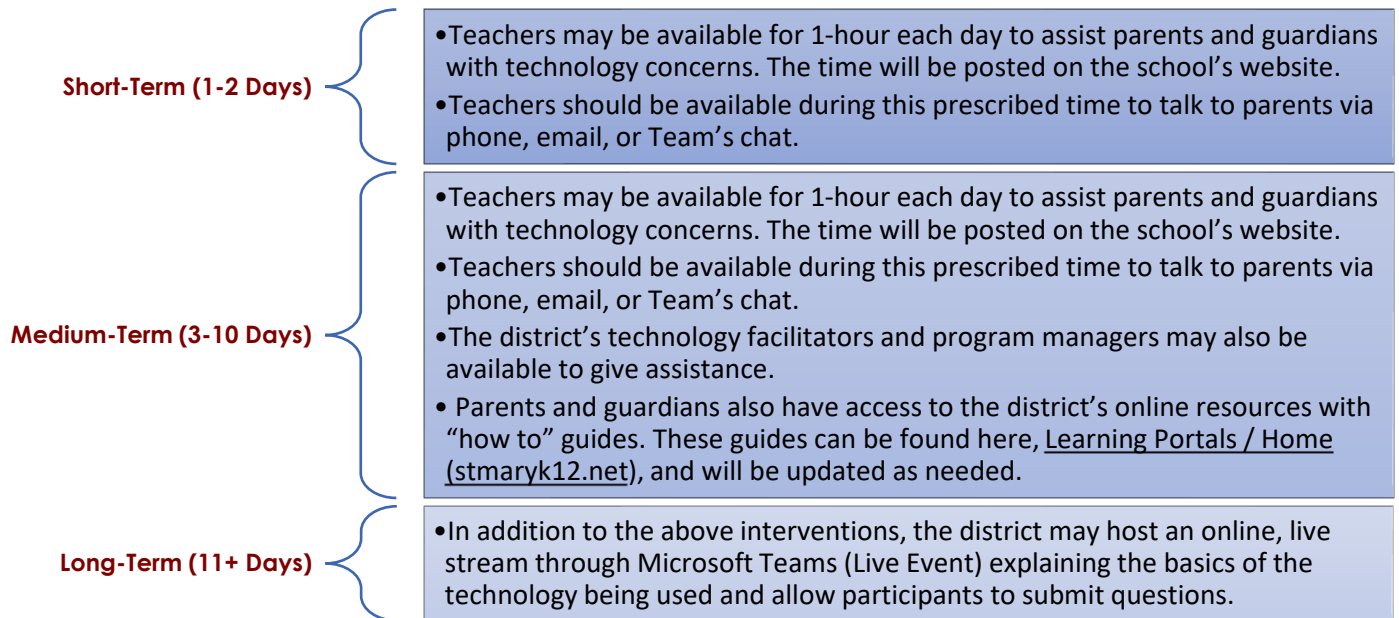 Short-Term (1-2 Days)
•Teachers may be available for 1-hour each day to assist parents and guardians
with technology concerns. The time will be posted on the school’s website.
•Teachers should be available during this prescribed time to talk to parents via
phone, email, or Team’s chat.
Medium-Term (3-10 Days)
•Teachers may be available for 1-hour each day to assist parents and guardians
with technology concerns. The time will be posted on the school’s website.
•Teachers should be available during this prescribed time to talk to parents via
phone, email, or Team’s chat.
•The district’s technology facilitators and program managers may also be
available to give assistance.
• Parents and guardians also have access to the district’s online resources with
“how to” guides. These guides can be found here, Learning Portals / Home
(stmaryk12.net), and will be updated as needed.
Long-Term (11+ Days)
•In addition to the above interventions, the district may host an online, live
stream through Microsoft Teams (Live Event) explaining the basics of the
technology being used and allow participants to submit questions.